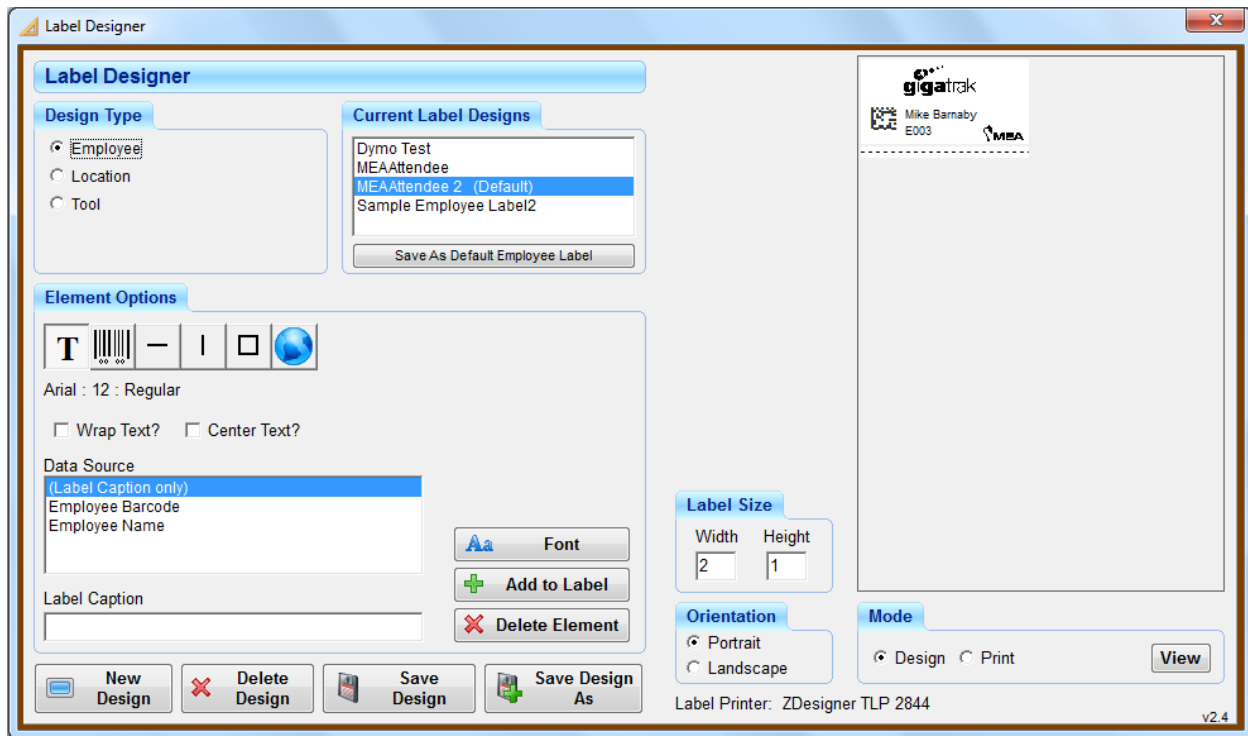 Label Designer
X
Label Designer
Design Type
Employee
Location
Tool
Current Label Designs
Dymo Test
MEAAttendee
MEAAttendee 2 (Default)
Sample Employee Label2
Save As Default Employee Label
Element Options
T
Arial : 12 : Regular
Wrap Text? Center Text?
Data Source
(Label Caption only)
Employee Barcode
Employee Name
Label Caption
Aa Font
Add to Label
Delete Element
New Design
Delete Design
Save Design
Save Design As
gigatrak
Mike Barnaby
E003
MEA
Label Size
Width Height
2 1
Orientation
Portrait
Landscape
Mode
Design Print
View
Label Printer: ZDesigner TLP 2844
v2.4